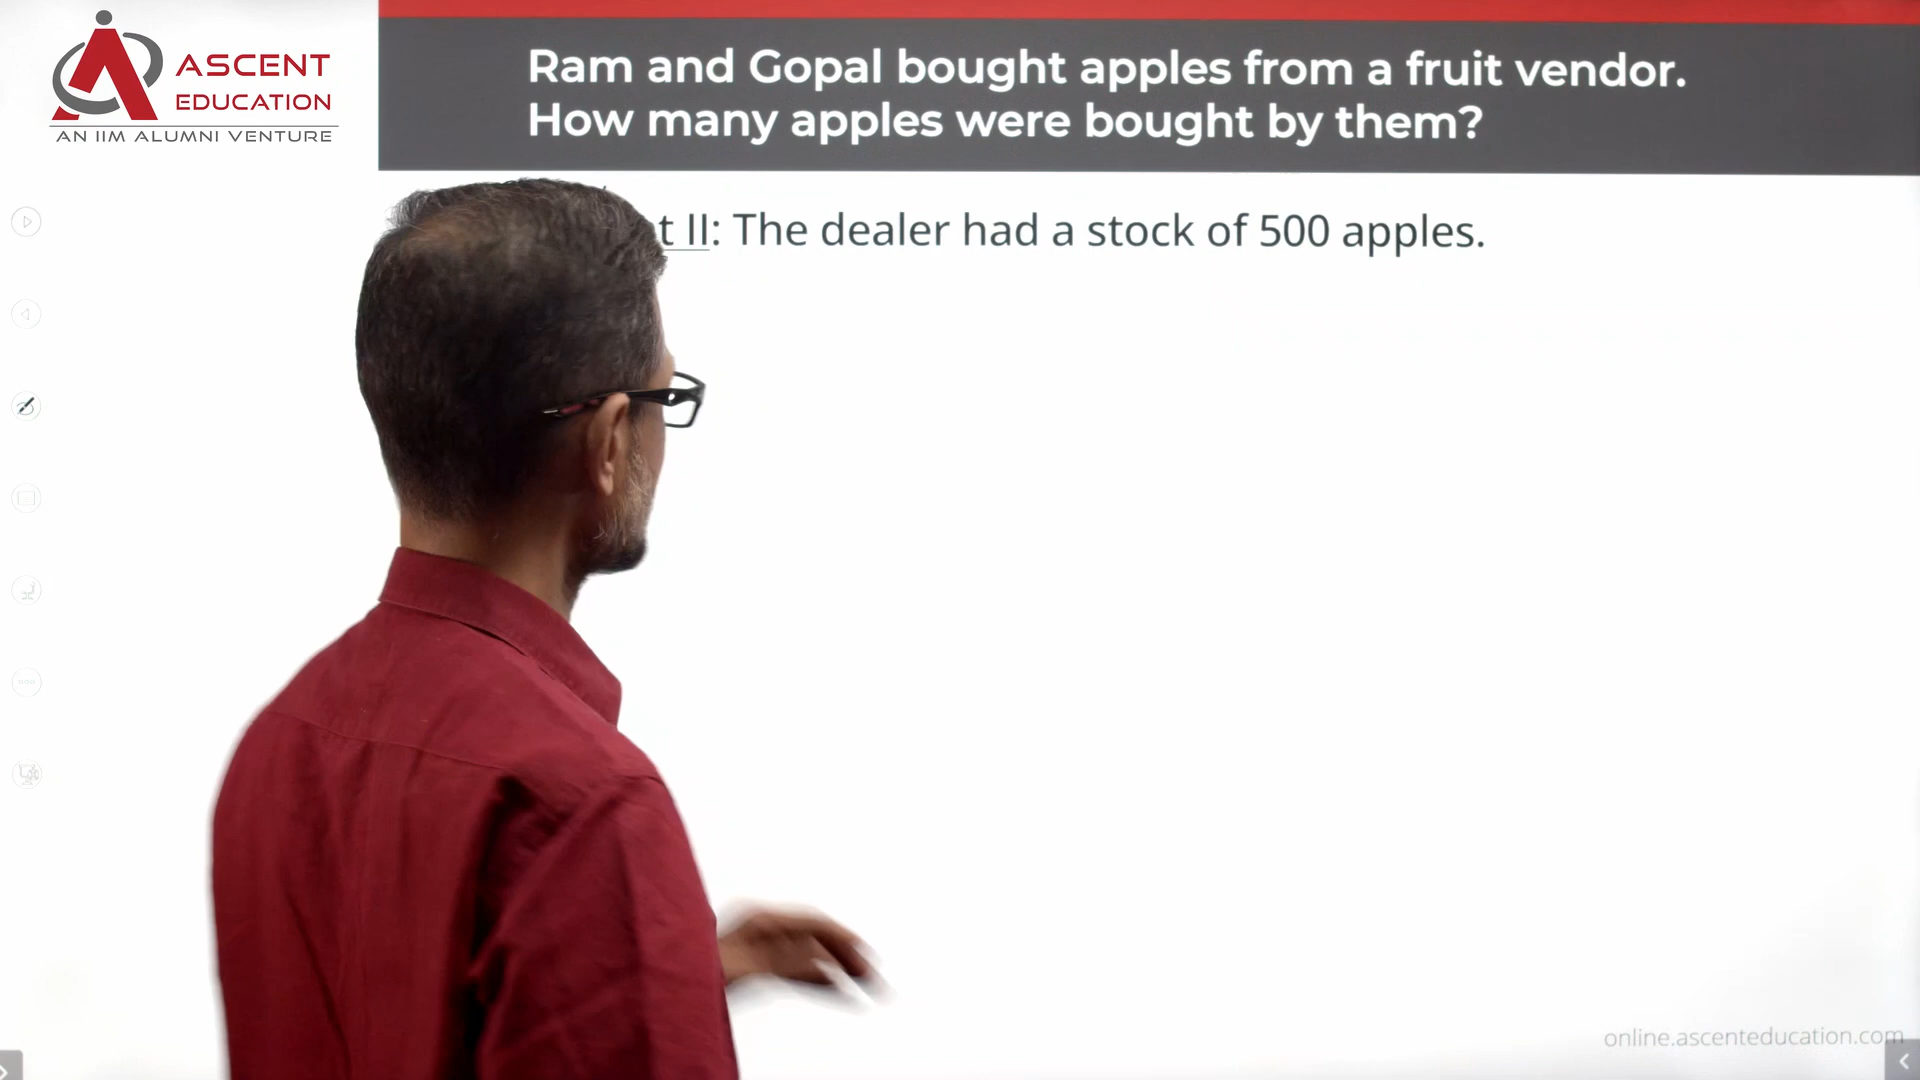 ASCENT
EDUCATION
AN IIM ALUMNI VENTURE
Ram and Gopal bought apples from a fruit vendor.
How many apples were bought by them?
II: The dealer had a stock of 500 apples.
online.ascenteducation.com